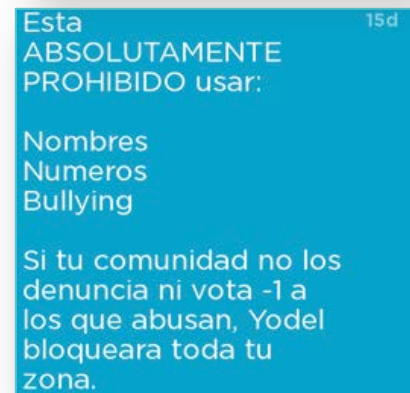 Esta 15d
ABSOLUTAMENTE
PROHIBIDO usar:
Nombres
Numeros
Bullying
Si tu comunidad no los
denuncia ni vota -1 a
los que abusan, Yodel
bloqueara toda tu
zona.